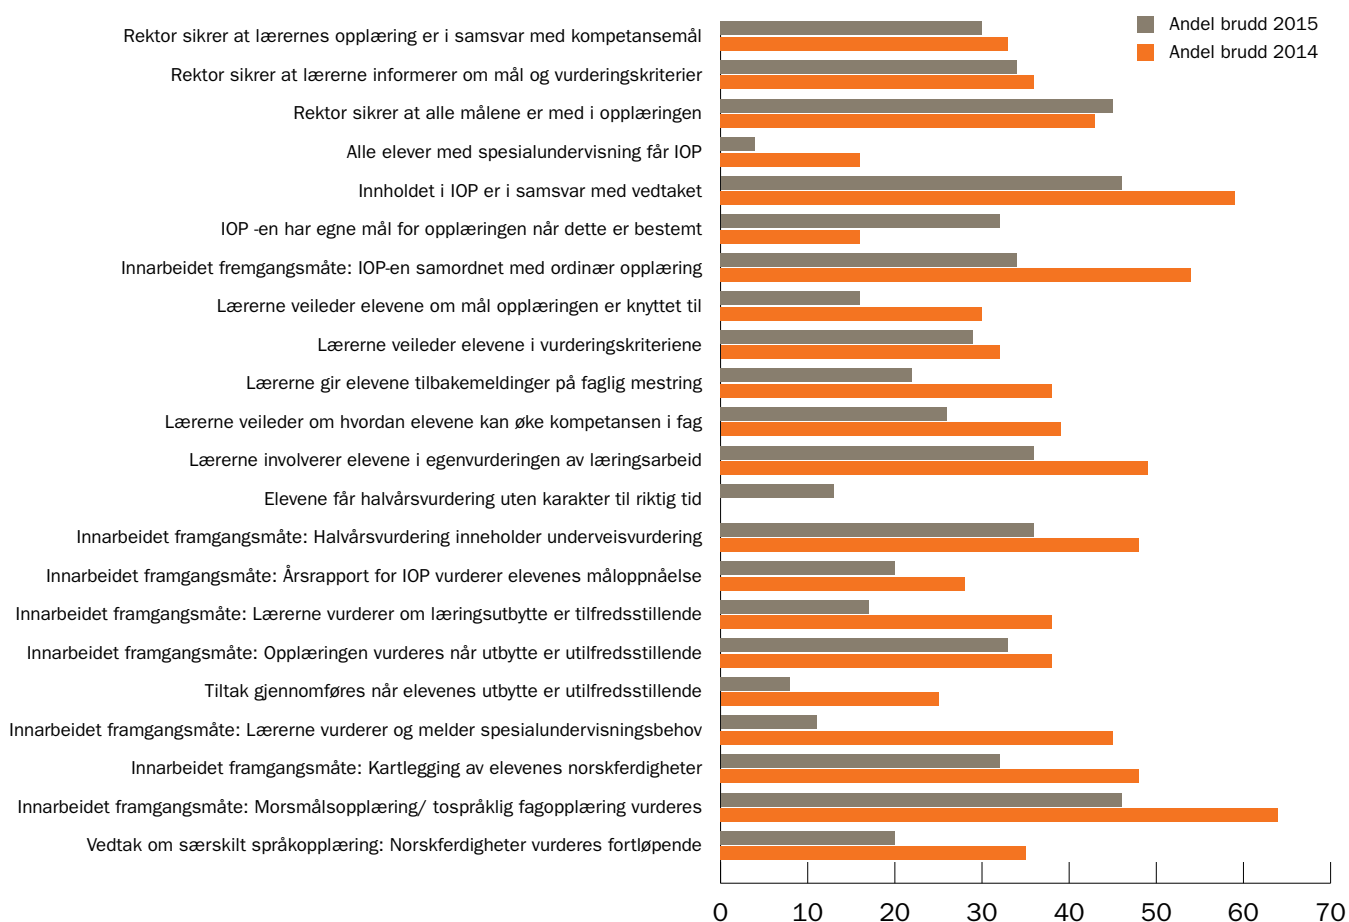 Andel brudd 2015
Andel brudd 2014
Rektor sikrer at lærernes opplæring er i samsvar med kompetansemål
Rektor sikrer at lærerne informerer om mål og vurderingskriterier
Rektor sikrer at alle målene er med i opplæringen
Alle elever med spesialundervisning får IOP
Innholdet i IOP er i samsvar med vedtaket
IOP -en har egne mål for opplæringen når dette er bestemt
Innarbeidet fremgangsmåte: IOP-en samordnet med ordinær opplæring
Lærerne veileder elevene om mål opplæringen er knyttet til
Lærerne veileder elevene i vurderingskriteriene
Lærerne gir elevene tilbakemeldinger på faglig mestring
Lærerne veileder om hvordan elevene kan øke kompetansen i fag
Lærerne involverer elevene i egenvurderingen av læringsarbeid
Elevene får halvårsvurdering uten karakter til riktig tid
Innarbeidet framgangsmåte: Halvårsvurdering inneholder underveisvurdering
Innarbeidet framgangsmåte: Årsrapport for IOP vurderer elevenes måloppnåelse
Innarbeidet framgangsmåte: Lærerne vurderer om læringsutbytte er tilfredsstillende
Innarbeidet framgangsmåte: Opplæringen vurderes når utbytte er utilfredsstillende
Tiltak gjennomføres når elevenes utbytte er utilfredsstillende
Innarbeidet framgangsmåte: Lærerne vurderer og melder spesialundervisningsbehov
Innarbeidet framgangsmåte: Kartlegging av elevenes norskferdigheter
Innarbeidet framgangsmåte: Morsmålsopplæring/ tospråklig fagopplæring vurderes
Vedtak om særskilt språkopplæring: Norskferdigheter vurderes fortløpende
0 10 20 30 40 50 60 70